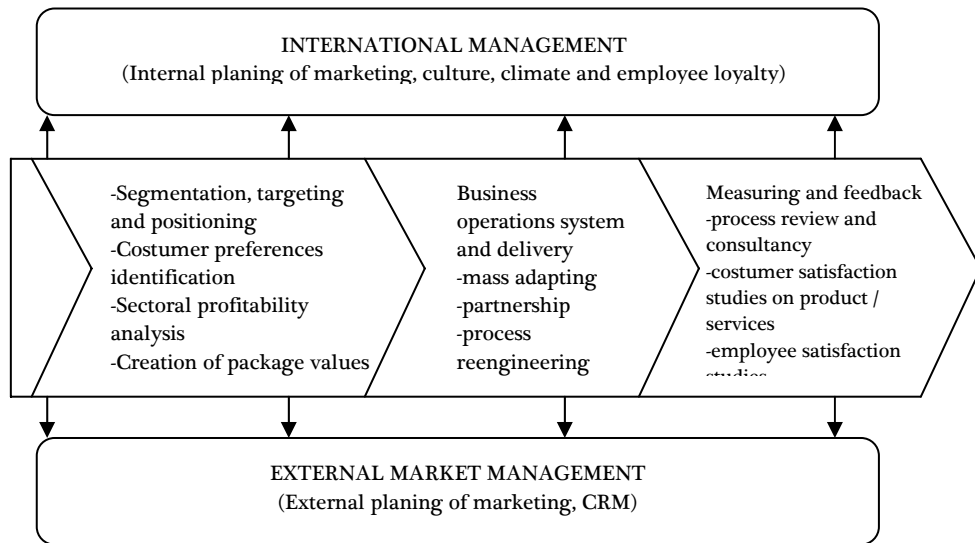 INTERNATIONAL MANAGEMENT
(Internal planing of marketing, culture, climate and employee loyalty)
-Segmentation, targeting
and positioning
-Costumer preferences
identification
-Sectoral profitability
analysis
-Creation of package values
Business
operations system
and delivery
-mass adapting
-partnership
-process
reengineering
Measuring and feedback
-process review and
consultancy
-costumer satisfaction
studies on product /
services
-employee satisfaction
studies
EXTERNAL MARKET MANAGEMENT
(External planing of marketing, CRM)